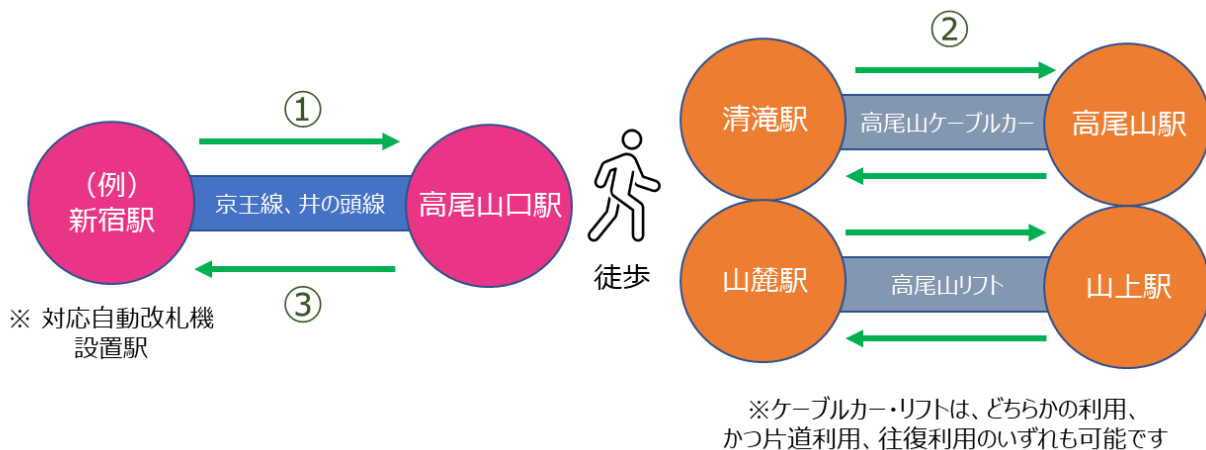 ①
(例)
新宿駅
京王線、井の頭線
高尾山口駅
③
※ 対応自動改札機
設置駅
徒歩
②
清滝駅
高尾山ケーブルカー
高尾山駅
山麓駅
高尾山リフト
山上駅
※ケーブルカー・リフトは、どちらかの利用、
かつ片道利用、往復利用のいずれも可能です